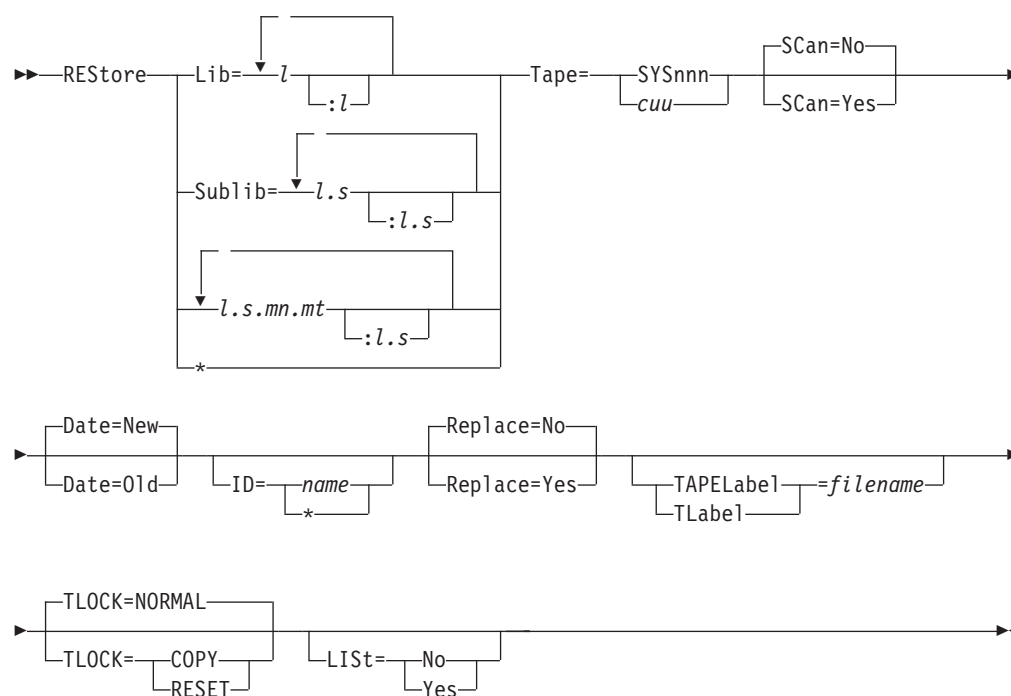 REStore Lib= l :l Tape= SYSnnn cuu SCan=No SCan=Yes
Sublib= l.s :l.s
l.s.mn.mt :l.s
*
Date=New Date=Old ID= name * Replace=No Replace=Yes TAPELabel TLabel =filename
TLOCK=NORMAL TLOCK= COPY RESET LISt= No Yes